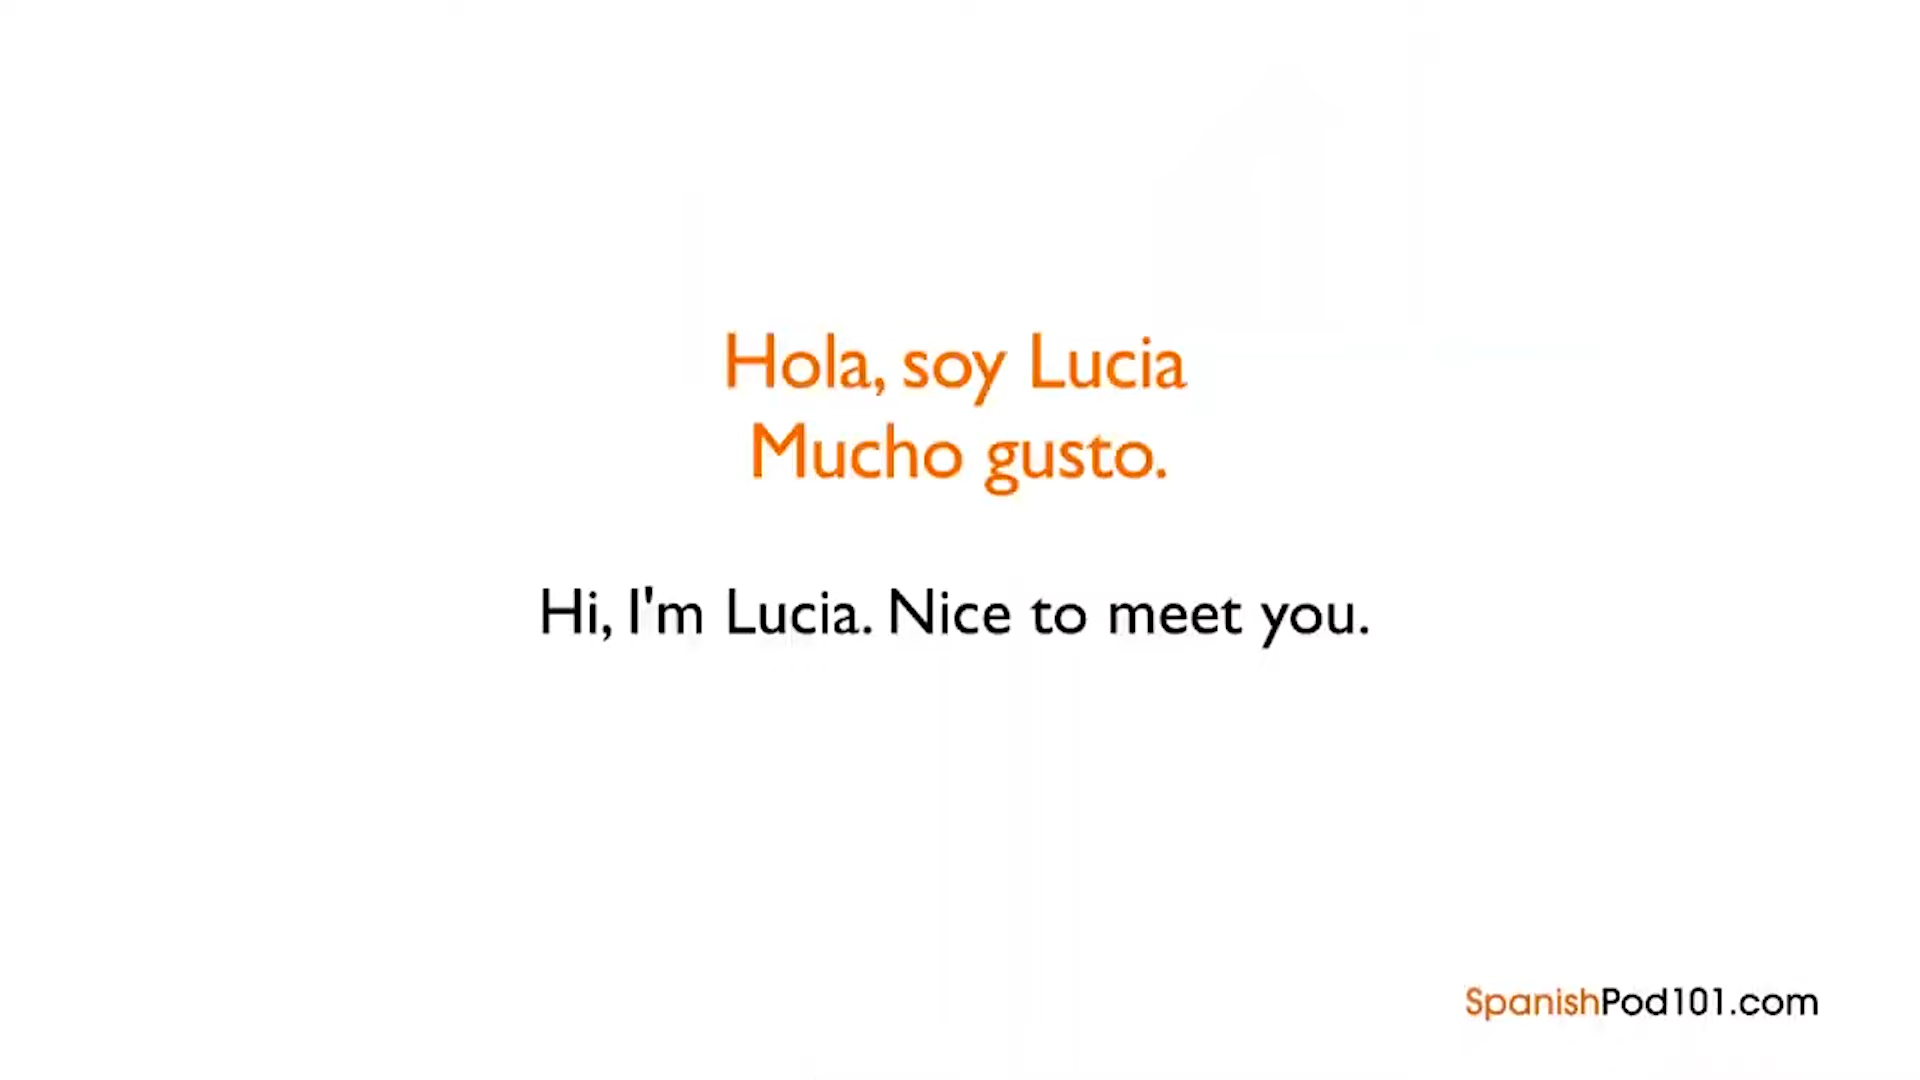 Hola, soy Lucia
Mucho gusto.
Hi, I'm Lucia. Nice to meet you.
SpanishPod101.com